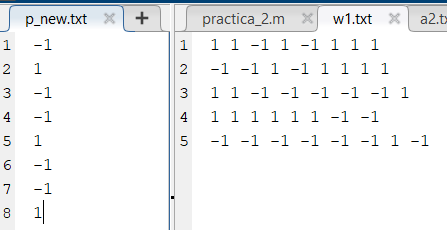 p_new.txt
1 -1
2 1
3 -1
4 -1
5 1
6 -1
7 -1
8 1
practica_2.m w1.txt a2.t
1 1 1 -1 1 -1 1 1 1
2 -1 -1 1 -1 1 1 1 1
3 1 1 -1 -1 -1 -1 -1 1
4 1 1 1 1 1 1 -1 -1
5 -1 -1 -1 -1 -1 -1 1 -1